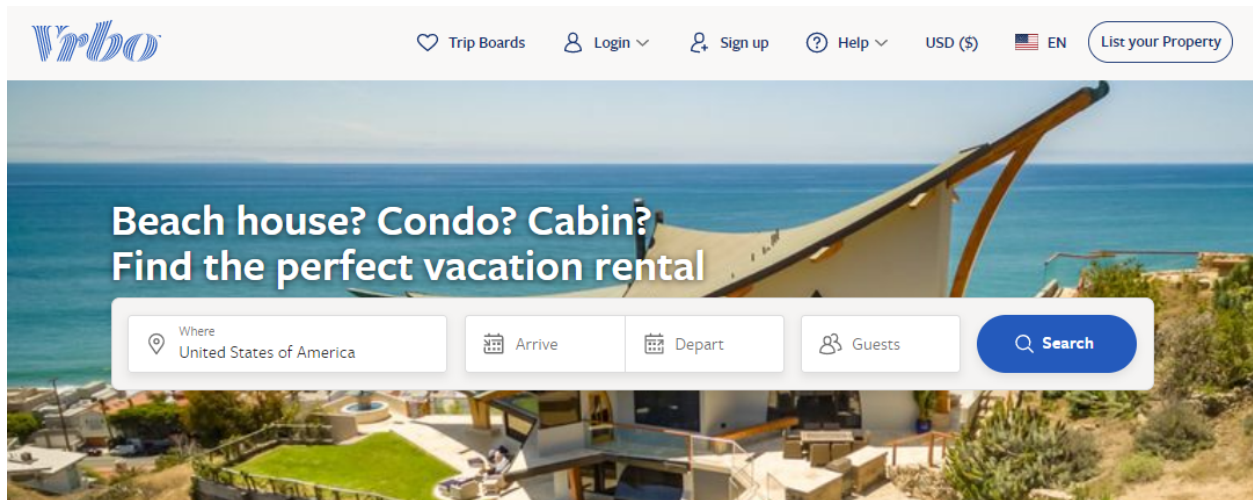 Vrbo
Trip Boards
Login
Sign up
Help
USD ($)
EN
List your Property
Beach house? Condo? Cabin?
Find the perfect vacation rental
Where
United States of America
Arrive
Depart
Guests
Search